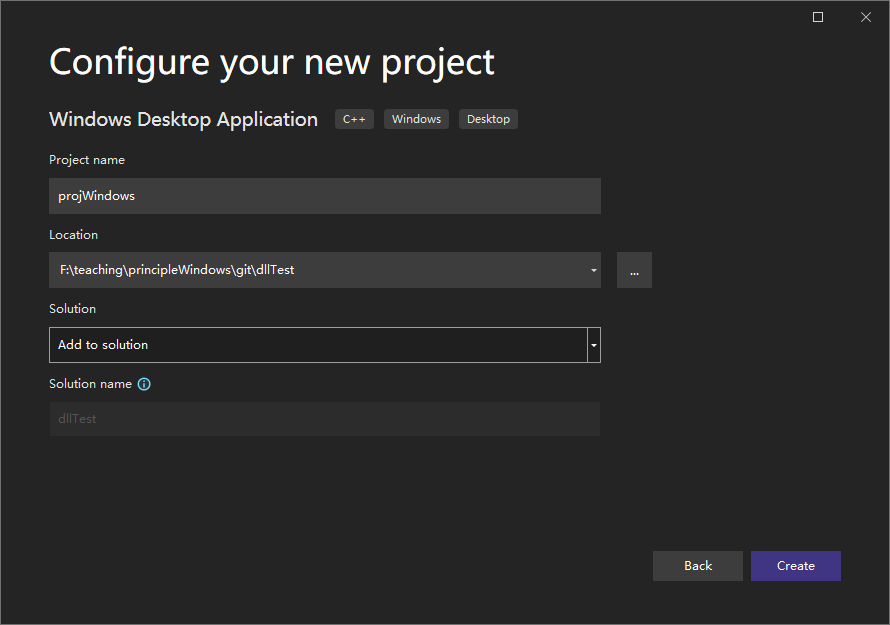 Configure your new project
Windows Desktop Application C++ Windows Desktop
Project name
projWindows
Location
F:\teaching\principleWindows\git\dllTest
...
Solution
Add to solution
Solution name
dllTest
Back Create